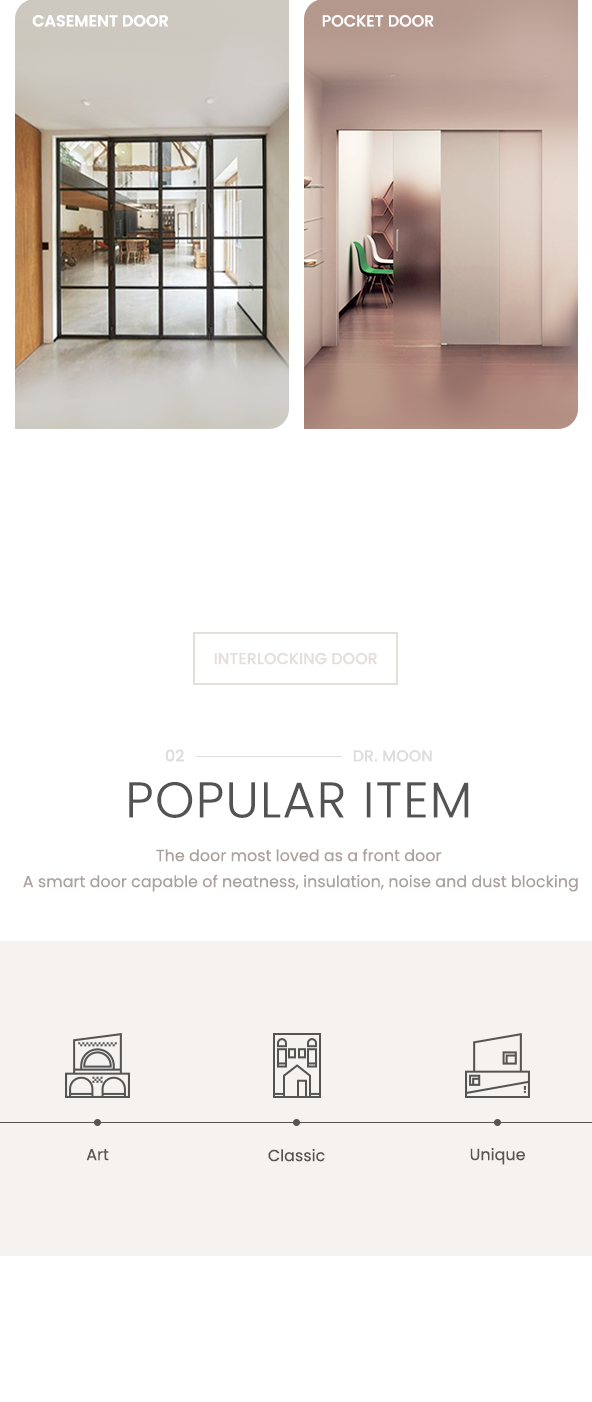 CASEMENT DOOR
POCKET DOOR
INTERLOCKING DOOR
02 DR. MOON
POPULAR ITEM
The door most loved as a front door
A smart door capable of neatness, insulation, noise and dust blocking
Art
Classic
Unique